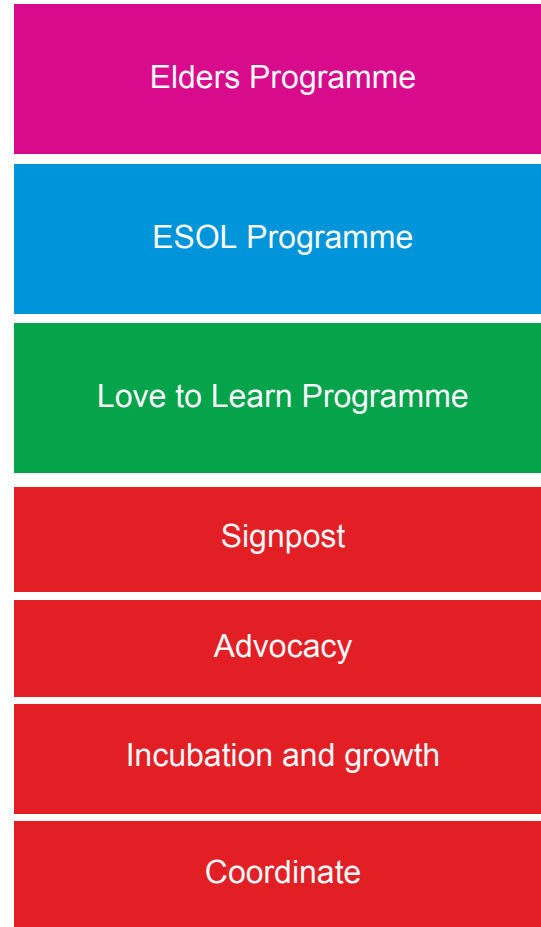 Elders Programme
ESOL Programme
Love to Learn Programme
Signpost
Advocacy
Incubation and growth
Coordinate